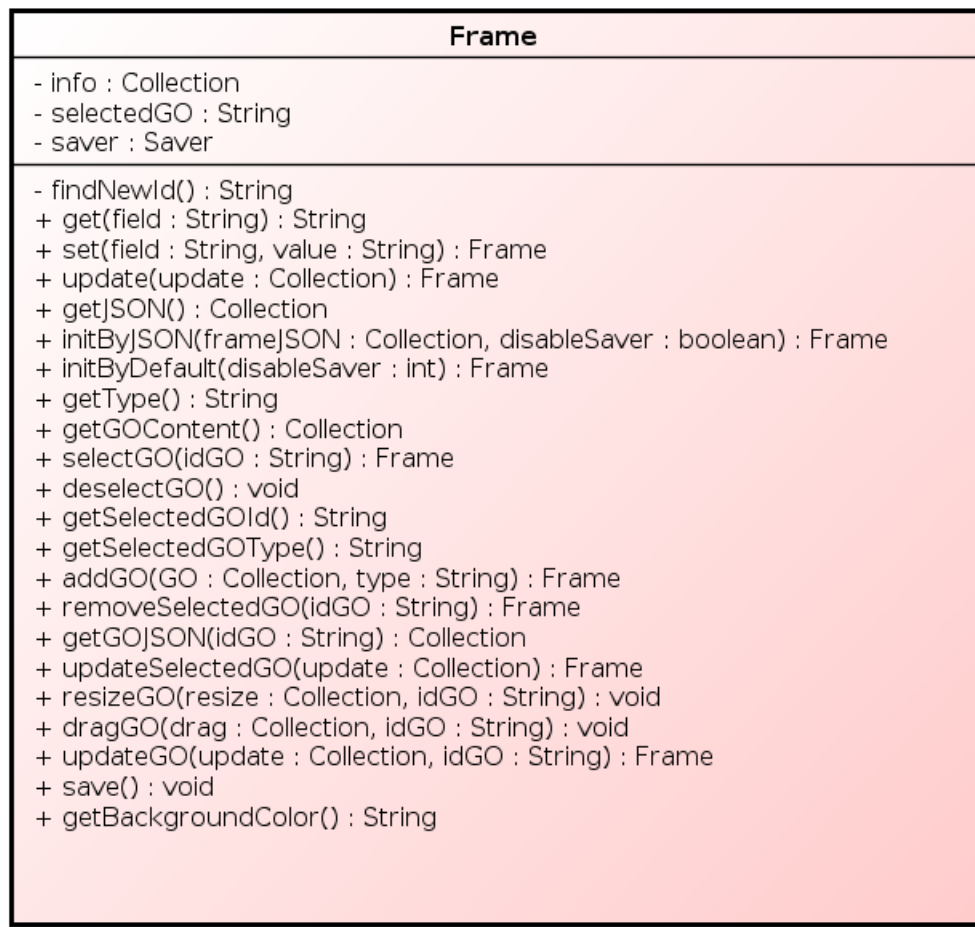 Frame
- info : Collection
- selectedGO : String
- saver : Saver
- findNewId() : String
+ get(field : String) : String
+ set(field : String, value : String) : Frame
+ update(update : Collection) : Frame
+ getJSON() : Collection
+ initByJSON(frameJSON : Collection, disableSaver : boolean) : Frame
+ initByDefault(disableSaver : int) : Frame
+ getType() : String
+ getGOContent() : Collection
+ selectGO(idGO : String) : Frame
+ deselectGO() : void
+ getSelectedGOId() : String
+ getSelectedGOType() : String
+ addGO(GO : Collection, type : String) : Frame
+ removeSelectedGO(idGO : String) : Frame
+ getGOJSON(idGO : String) : Collection
+ updateSelectedGO(update : Collection) : Frame
+ resizeGO(resize : Collection, idGO : String) : void
+ dragGO(drag : Collection, idGO : String) : void
+ updateGO(update : Collection, idGO : String) : Frame
+ save() : void
+ getBackgroundColor() : String